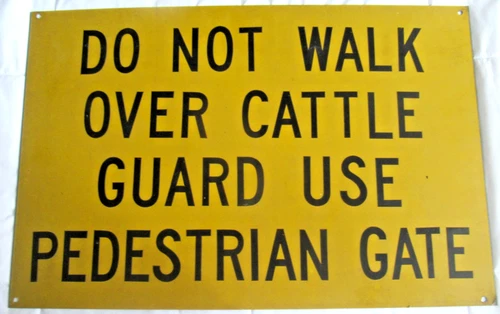 DO NOT WALK
OVER CATTLE
GUARD USE
PEDESTRIAN GATE